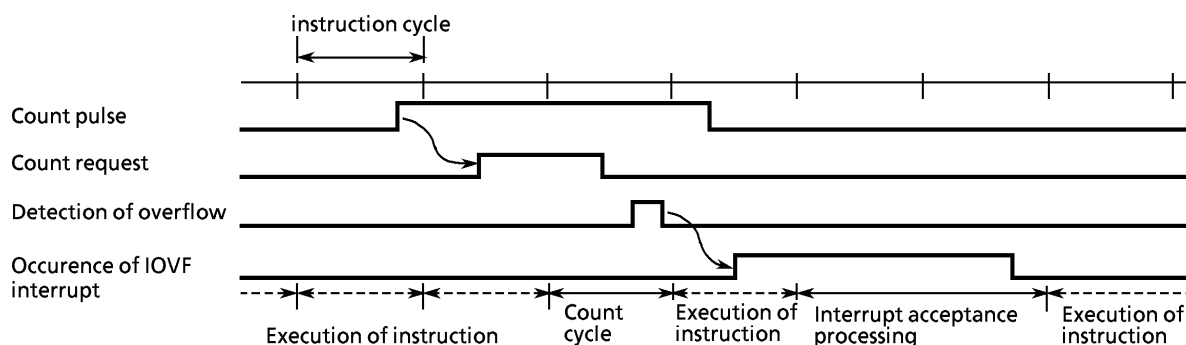 instruction cycle
Count pulse
Count request
Detection of overflow
Occurence of IOVF
interrupt
Execution of instruction
Count
cycle
Execution of
instruction
Interrupt acceptance
processing
Execution of
instruction